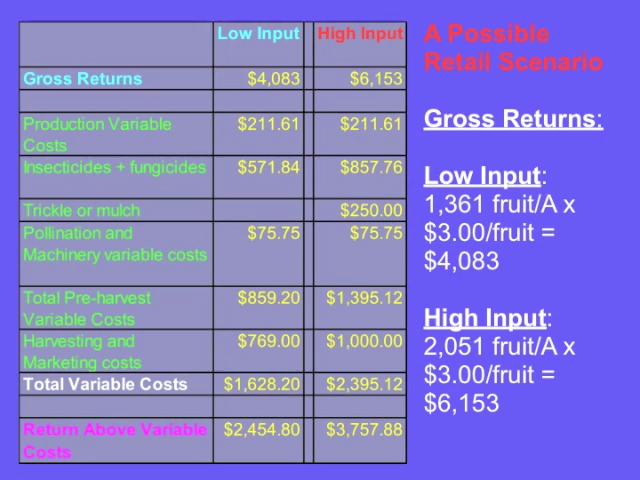 Low Input High Input
Gross Returns $4,083 $6,153
Production Variable
Costs $211.61 $211.61
Insecticides + fungicides $571.84 $857.76
Trickle or mulch $250.00
Pollination and
Machinery variable costs $75.75 $75.75
Total Pre-harvest
Variable Costs $859.20 $1,395.12
Harvesting and
Marketing costs $769.00 $1,000.00
Total Variable Costs $1,628.20 $2,395.12
Return Above Variable
Costs $2,454.80 $3,757.88
A Possible
Retail Scenario
Gross Returns:
Low Input:
1,361 fruit/A x
$3.00/fruit =
$4,083
High Input:
2,051 fruit/A x
$3.00/fruit =
$6,153